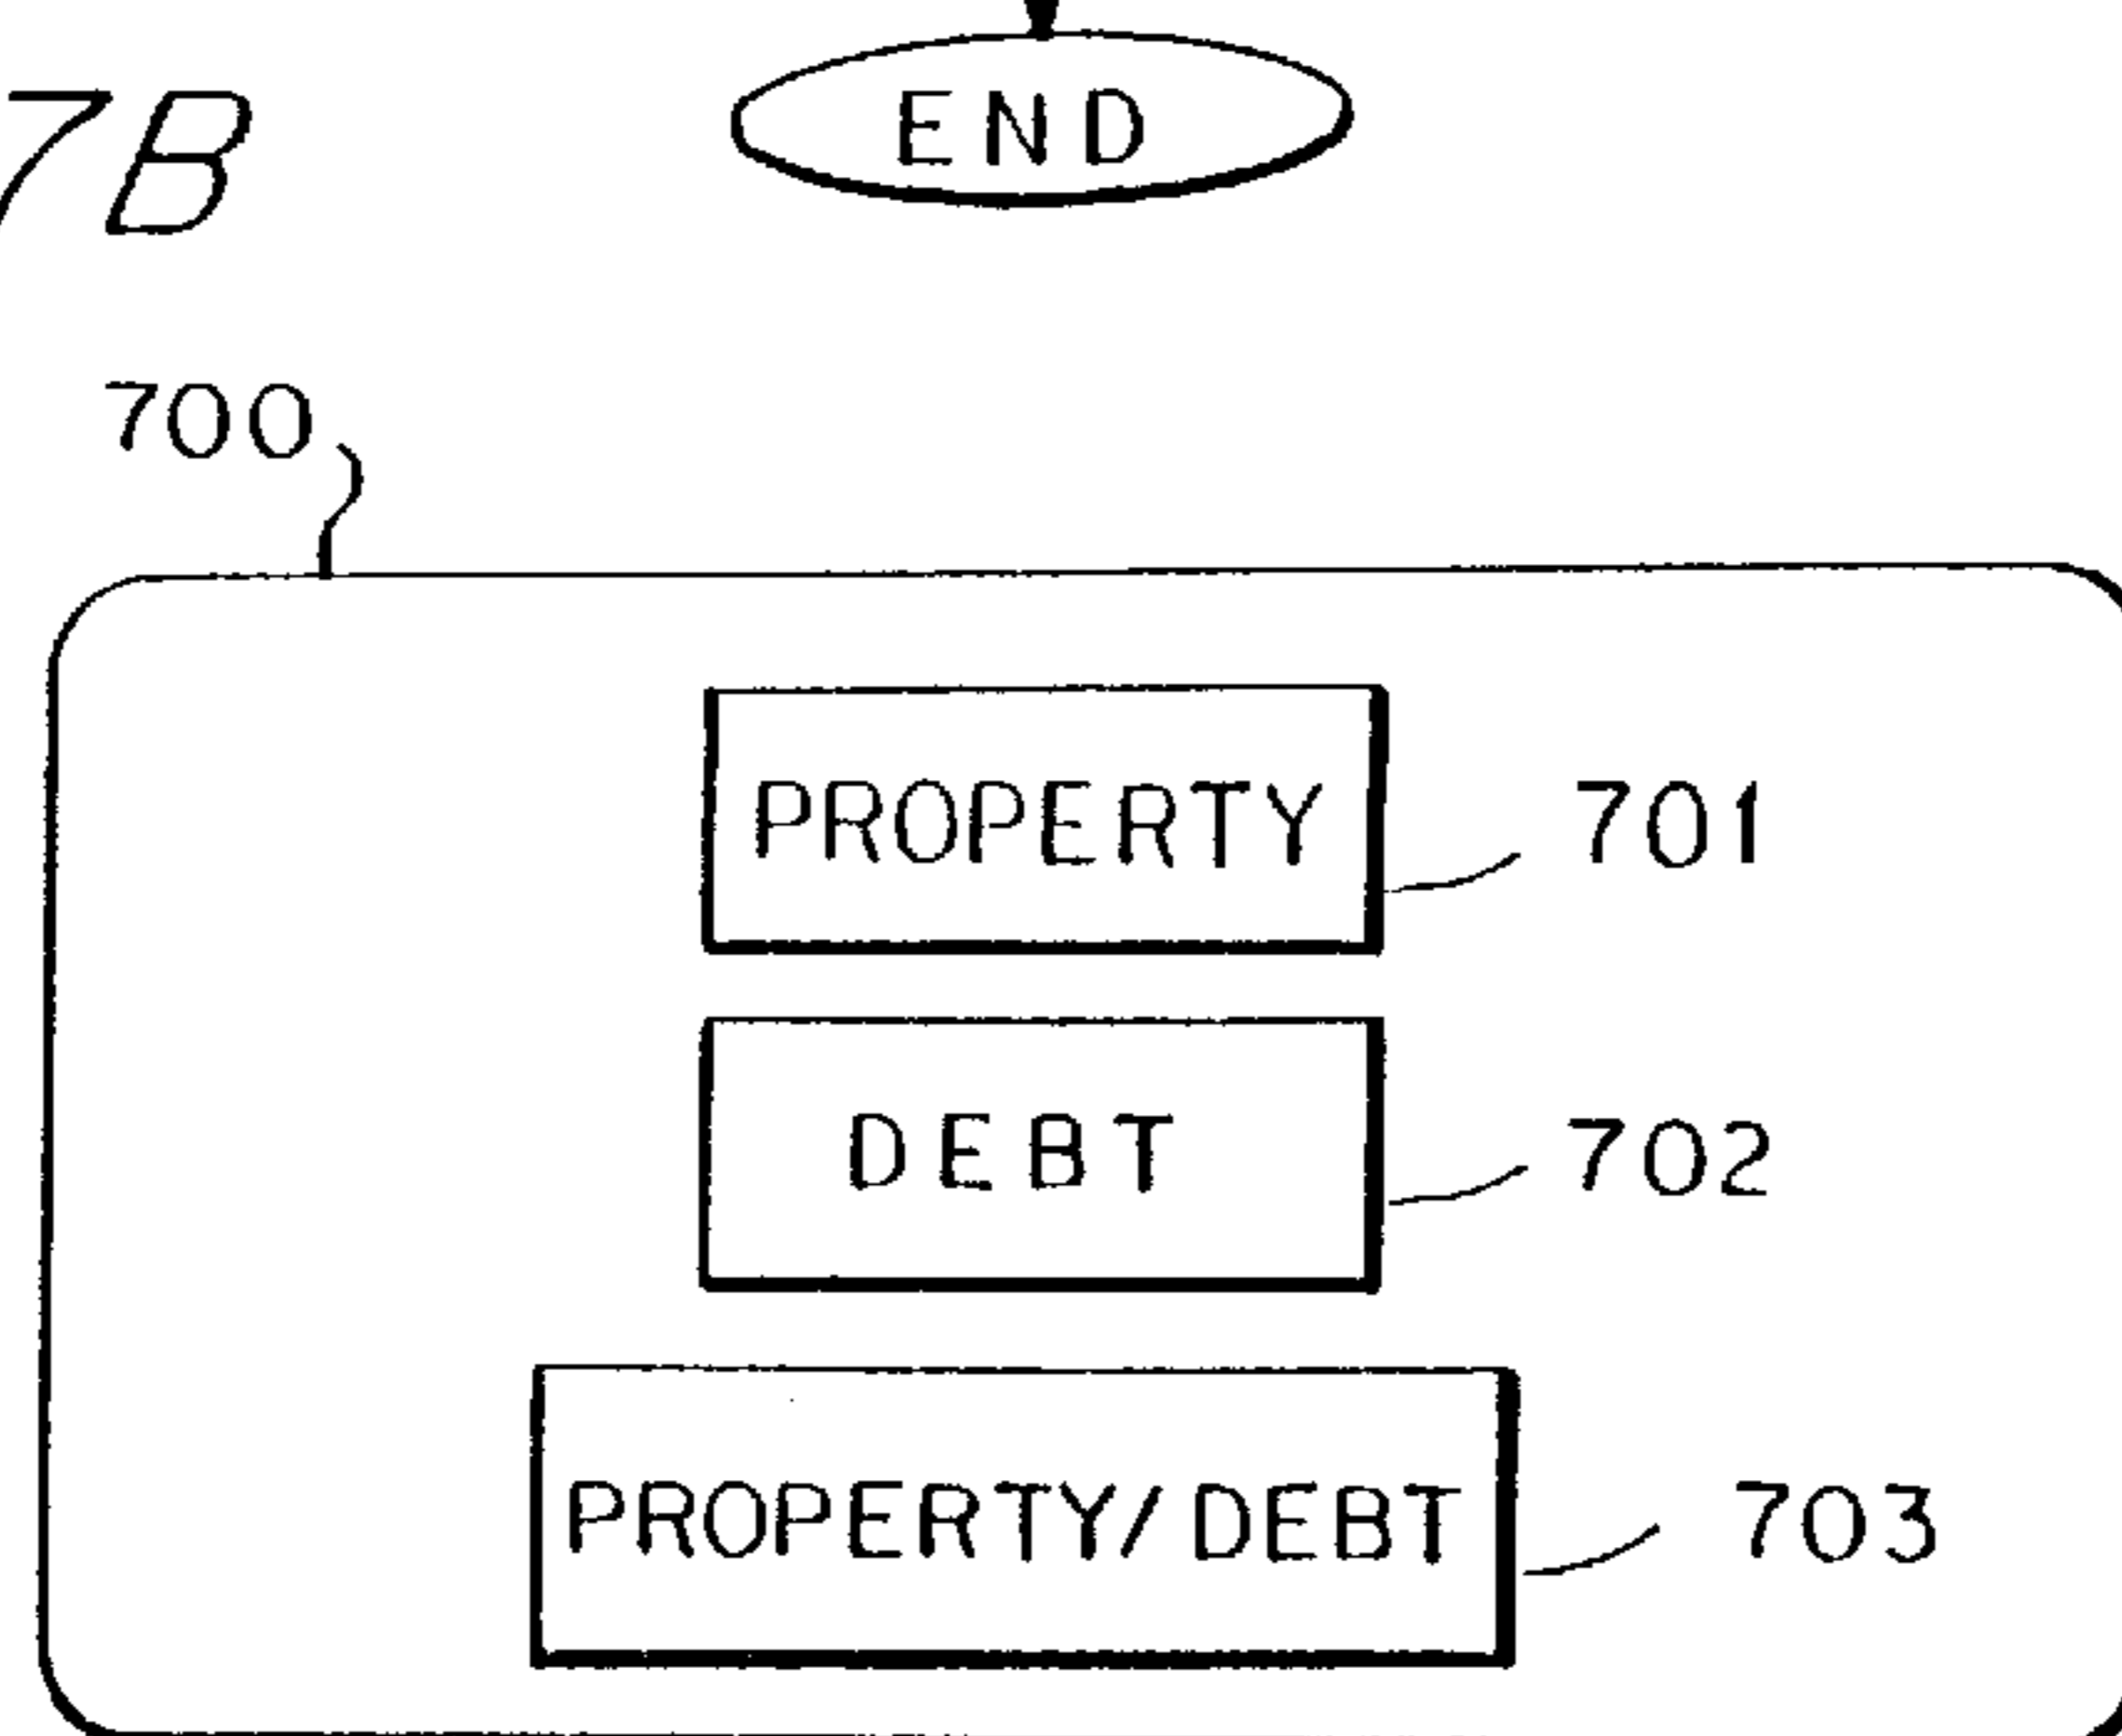 END
7B
700
PROPERTY 701
DEBT 702
PROPERTY/DEBT 703